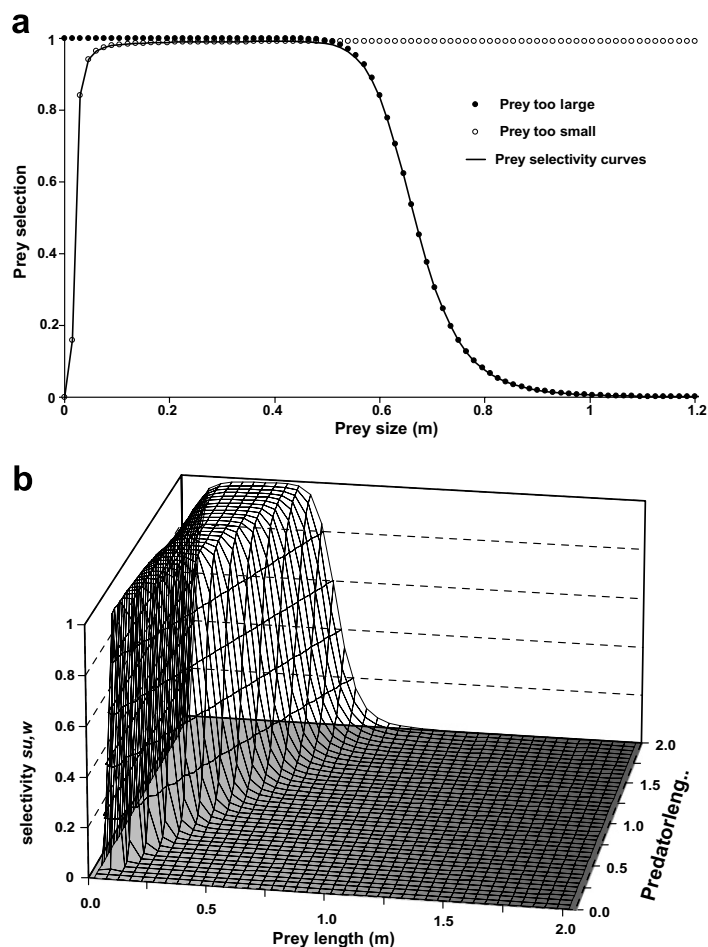 a
1
0.8
0.6
0.4
0.2
0
Prey selection
Prey too large
Prey too small
Prey selectivity curves
0 0.2 0.4 0.6 0.8 1 1.2
Prey size (m)
b
1
0.8
0.6
0.4
0.2
0
selectivity su,w
2.0
1.5
1.0
0.5
0.0
Predatorleng..
0.0 0.5 1.0 1.5 2.0
Prey length (m)